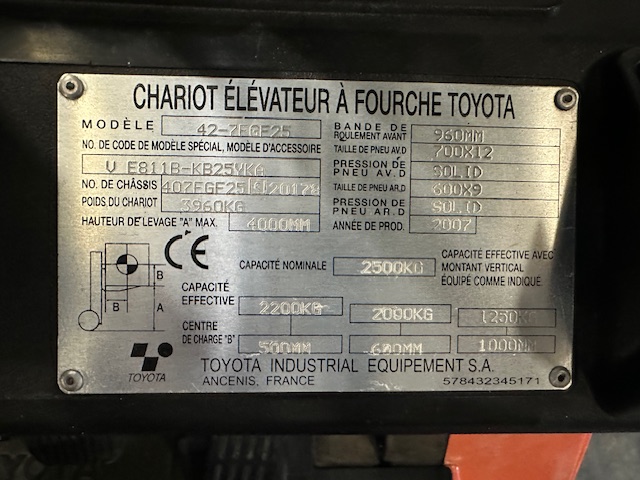 CHARIOT ÉLÉVATEUR À FOURCHE TOYOTA
MODÈLE 42-7FGF25
NO. DE CODE DE MODÈLE SPÉCIAL, MODÈLE D'ACCESSOIRE
V E811B-KB25YKA
NO. DE CHÂSSIS 407FGF25
POIDS DU CHARIOT 3960KG
HAUTEUR DE LEVAGE "A" MAX. 4000MM
BANDE DE ROULEMENT AVANT 960MM
TAILLE DE PNEU AV.D 700X12
PRESSION DE PNEU AV.D SOLID
TAILLE DE PNEU AR.D 600X9
PRESSION DE PNEU AR.D SOLID
ANNÉE DE PROD. 2007
CE
B
B
A
CAPACITÉ NOMINALE 2500KG
CAPACITÉ EFFECTIVE AVEC
MONTANT VERTICAL
ÉQUIPÉ COMME INDIQUÉ
CAPACITÉ EFFECTIVE 2200KG 2000KG 1250KG
CENTRE DE CHARGE "B" 500MM 600MM 1000MM
TOYOTA
TOYOTA INDUSTRIAL EQUIPEMENT S.A.
ANCENIS, FRANCE
578432345171